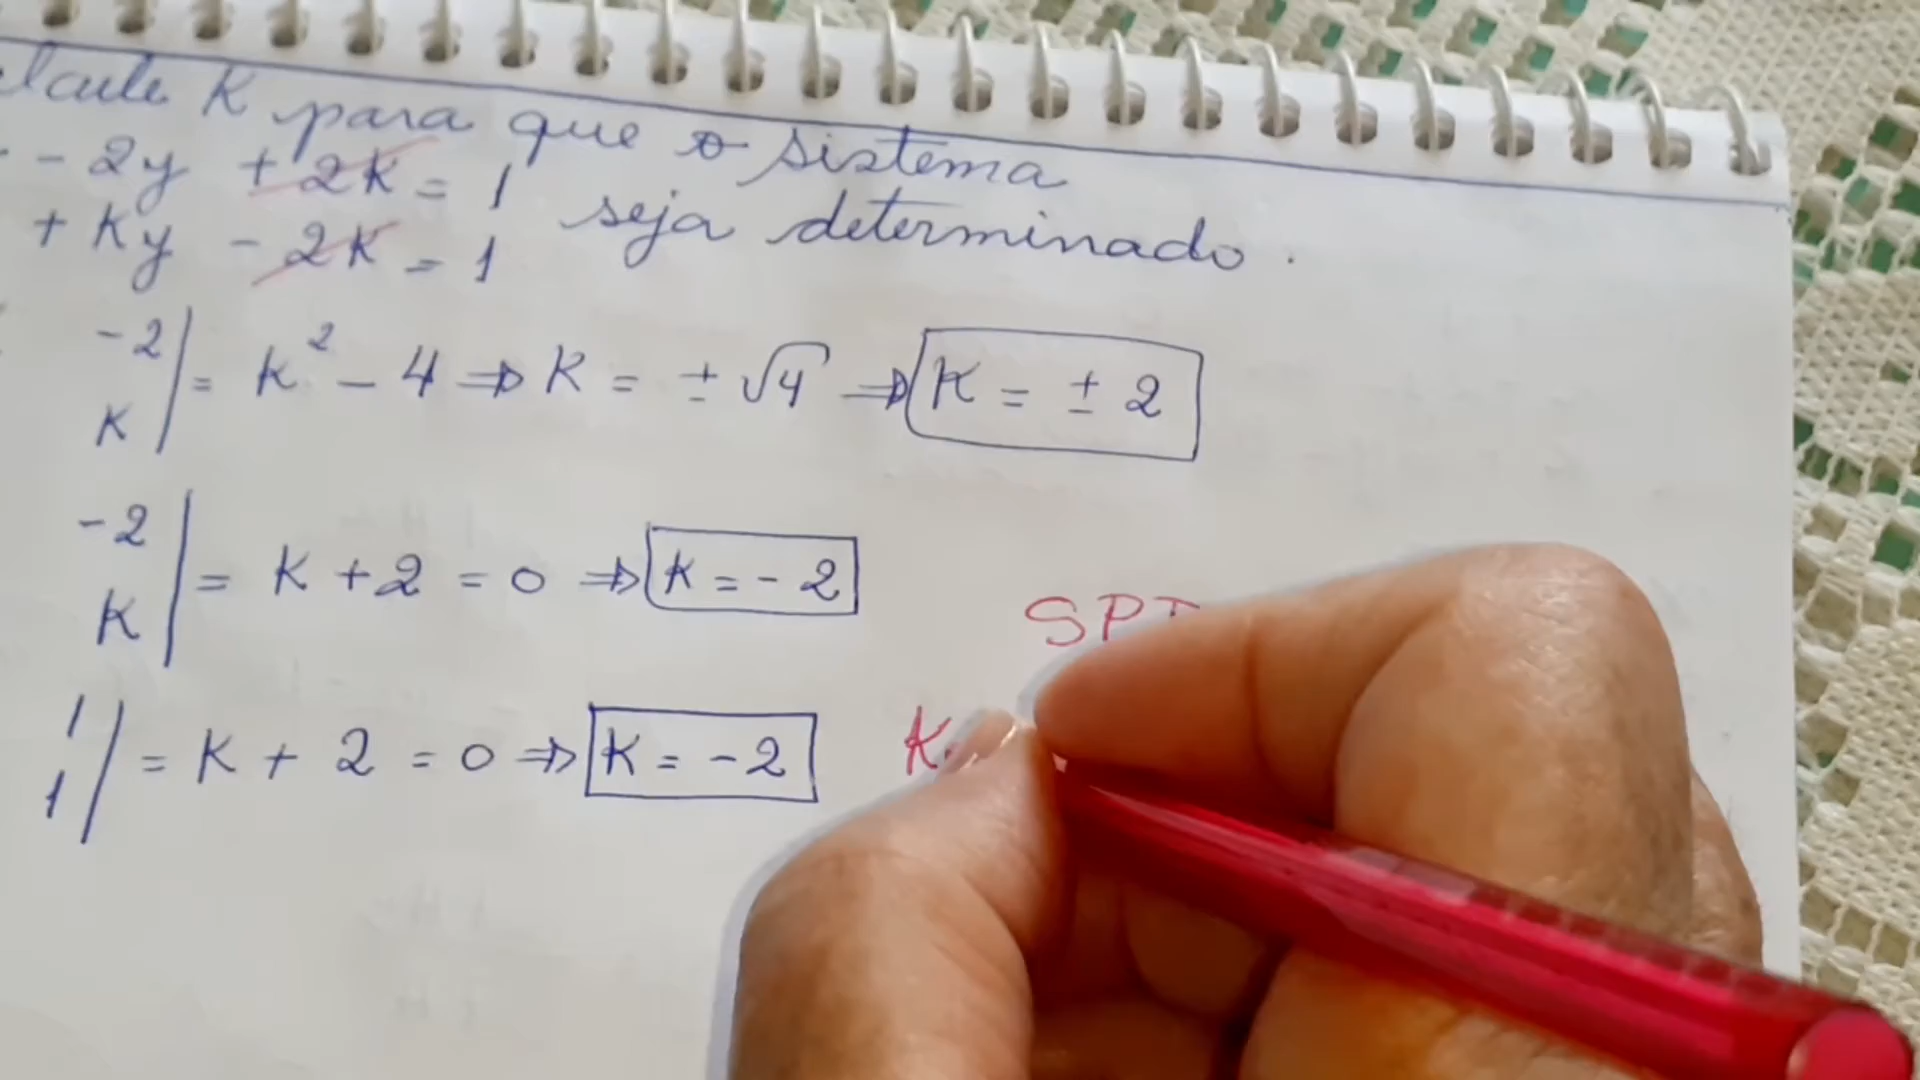 K para que o sistema
- 2y + 2K = 1 seja determinado.
+ Ky - 2K = 1
-2
= K² - 4 ⇒ K = ± √4 ⇒ K = ± 2
K
-2
= K + 2 = 0 ⇒ K = - 2
K
SP
1
= K + 2 = 0 ⇒ K = - 2 K
1